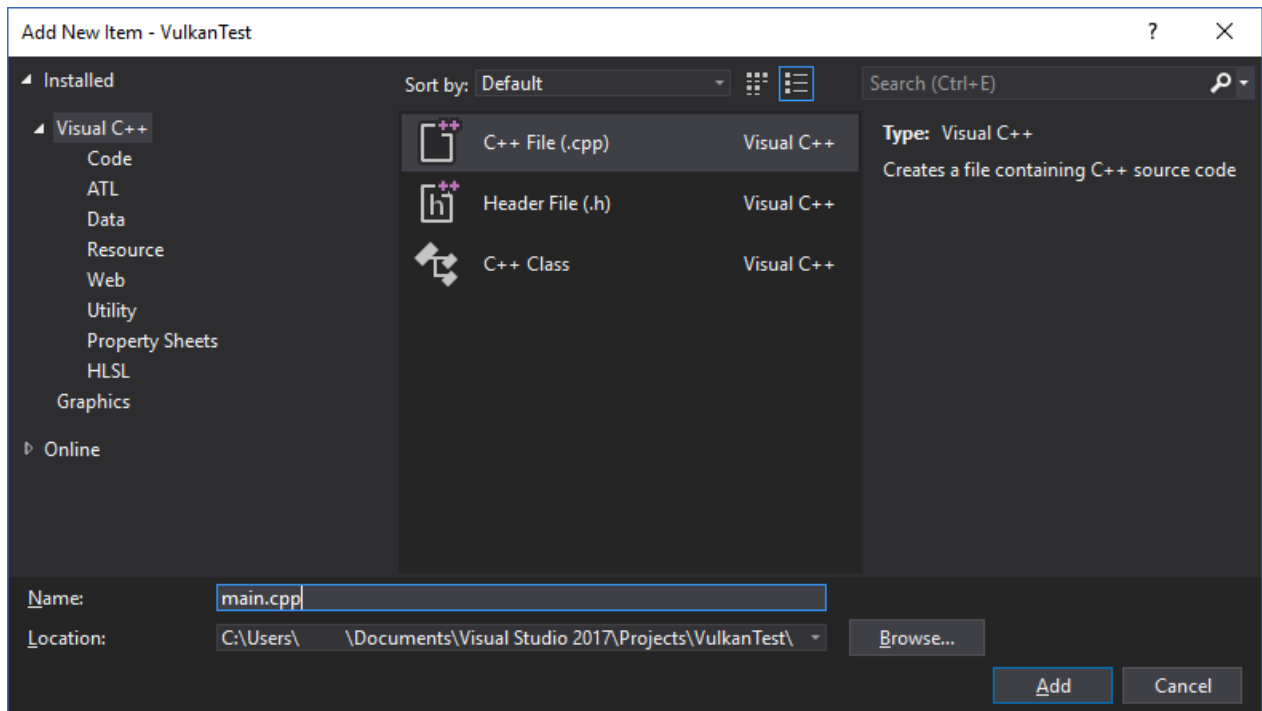 Add New Item - VulkanTest
?
Installed
Sort by: Default
Search (Ctrl+E)
Visual C++
Code
ATL
Data
Resource
Web
Utility
Property Sheets
HLSL
Graphics
Online
C++ File (.cpp) Visual C++
Header File (.h) Visual C++
C++ Class Visual C++
Type: Visual C++
Creates a file containing C++ source code
Name: main.cpp
Location: C:\Users\ \Documents\Visual Studio 2017\Projects\VulkanTest\ Browse...
Add Cancel